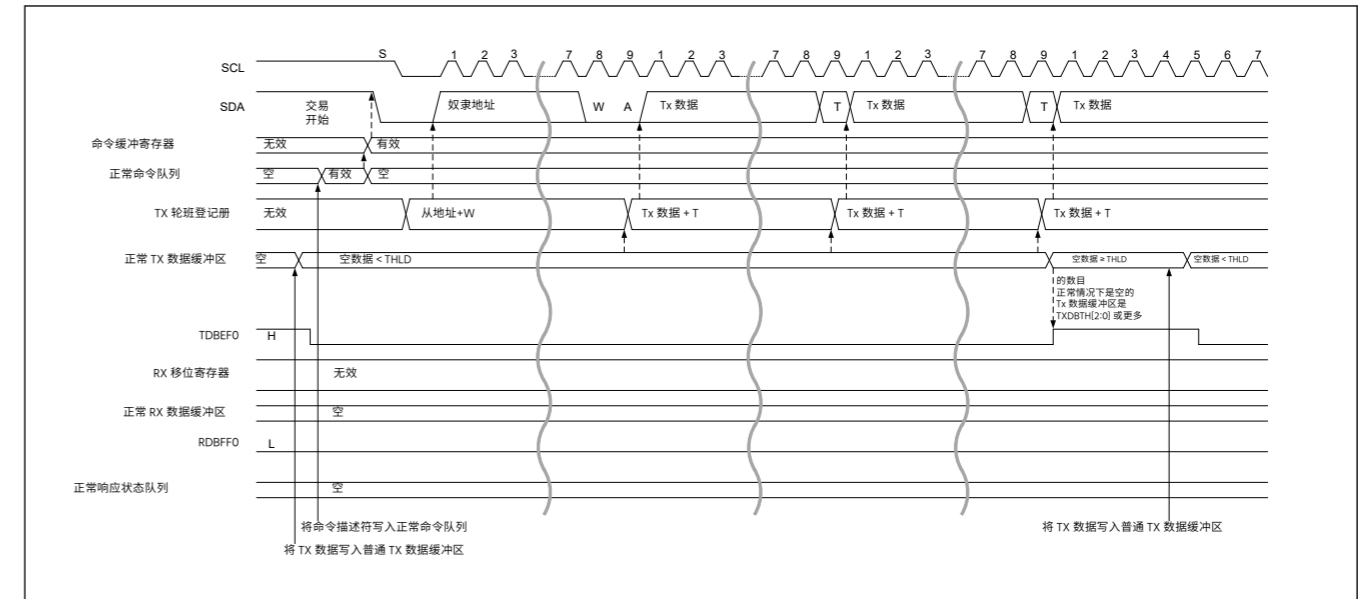 S 1 2 3 7 8 9 1 2 3 7 8 9 1 2 3 7 8 9 1 2 3 4 5 6 7
SCL
SDA 交易 奴隶地址 W A Tx 数据 T Tx 数据 T Tx 数据
开始
命令缓冲寄存器 无效 有效
正常命令队列 空 有效 空
TX 轮班登记册 无效 从地址+W Tx 数据 + T Tx 数据 + T Tx 数据 + T
正常 TX 数据缓冲区 空 空数据 < THLD 空数据 ≥ THLD 空数据 < THLD
的数目
正常情况下是空的
Tx 数据缓冲区是
TXDBTH[2:0] 或更多
TDBEF0 H
RX 移位寄存器 无效
正常 RX 数据缓冲区 空
RDBFF0 L
正常响应状态队列 空
将命令描述符写入正常命令队列 将 TX 数据写入普通 TX 数据缓冲区
将 TX 数据写入普通 TX 数据缓冲区